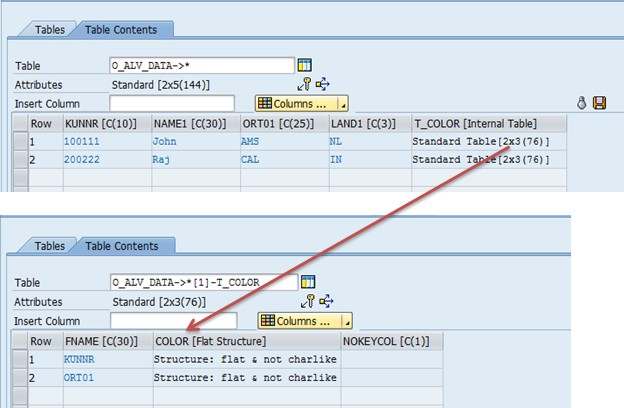 Tables Table Contents
Table O_ALV_DATA->*
Attributes Standard [2x5(144)]
Insert Column Columns ...
Row KUNNR [C(10)] NAME1 [C(30)] ORT01 [C(25)] LAND1 [C(3)] T_COLOR [Internal Table]
1 100111 John AMS NL Standard Table[2x3(76)]
2 200222 Raj CAL IN Standard Table[2x3(76)]
Tables Table Contents
Table O_ALV_DATA->*[1]-T_COLOR
Attributes Standard [2x3(76)]
Insert Column Columns ...
Row FNAME [C(30)] COLOR [Flat Structure] NOKEYCOL [C(1)]
1 KUNNR Structure: flat & not charlike
2 ORT01 Structure: flat & not charlike